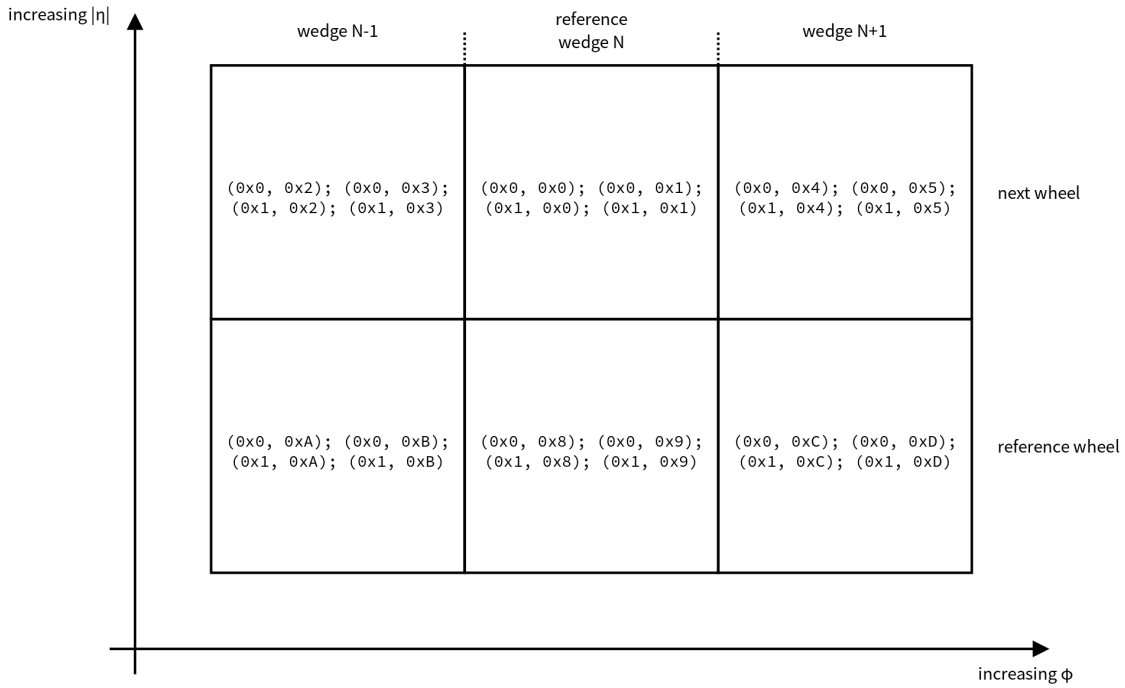 increasing |η|
wedge N-1
reference
wedge N
wedge N+1
(0x0, 0x2); (0x0, 0x3);
(0x1, 0x2); (0x1, 0x3)
(0x0, 0x0); (0x0, 0x1);
(0x1, 0x0); (0x1, 0x1)
(0x0, 0x4); (0x0, 0x5);
(0x1, 0x4); (0x1, 0x5)
next wheel
(0x0, 0xA); (0x0, 0xB);
(0x1, 0xA); (0x1, 0xB)
(0x0, 0x8); (0x0, 0x9);
(0x1, 0x8); (0x1, 0x9)
(0x0, 0xC); (0x0, 0xD);
(0x1, 0xC); (0x1, 0xD)
reference wheel
increasing ϕ